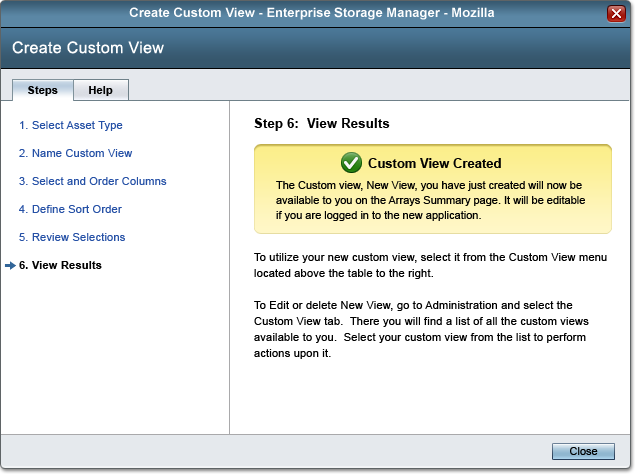 Create Custom View - Enterprise Storage Manager - Mozilla
Create Custom View
Steps
Help
1. Select Asset Type
2. Name Custom View
3. Select and Order Columns
4. Define Sort Order
5. Review Selections
6. View Results
Step 6:  View Results
Custom View Created
The Custom view, New View, you have just created will now be
available to you on the Arrays Summary page. It will be editable
if you are logged in to the new application.
To utilize your new custom view, select it from the Custom View menu
located above the table to the right.
To Edit or delete New View, go to Administration and select the
Custom View tab.  There you will find a list of all the custom views
available to you.  Select your custom view from the list to perform
actions upon it.
Close